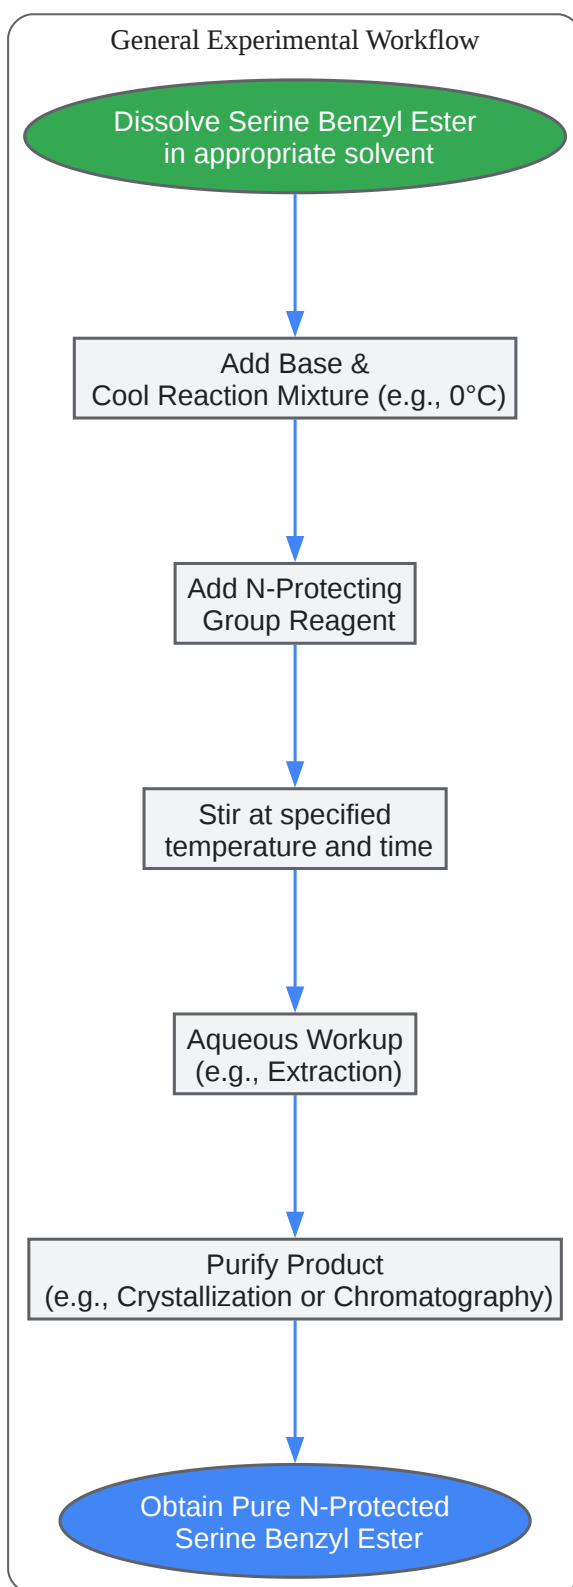 General Experimental Workflow
Dissolve Serine Benzyl Ester
in appropriate solvent
Add Base &
Cool Reaction Mixture (e.g., 0°C)
Add N-Protecting
Group Reagent
Stir at specified
temperature and time
Aqueous Workup
(e.g., Extraction)
Purify Product
(e.g., Crystallization or Chromatography)
Obtain Pure N-Protected
Serine Benzyl Ester